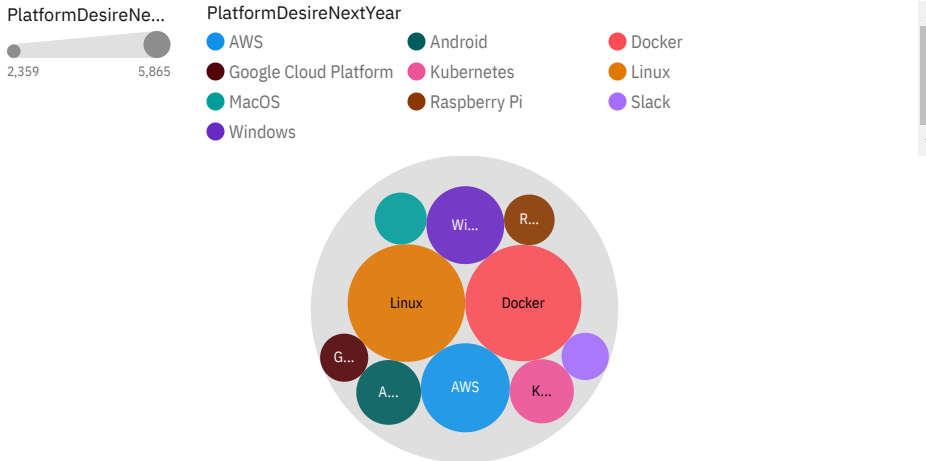 PlatformDesireNe...
2,359 5,865
PlatformDesireNextYear
AWS Android Docker
Google Cloud Platform Kubernetes Linux
MacOS Raspberry Pi Slack
Windows
Wi... R...
Linux Docker
G...
A... AWS K...